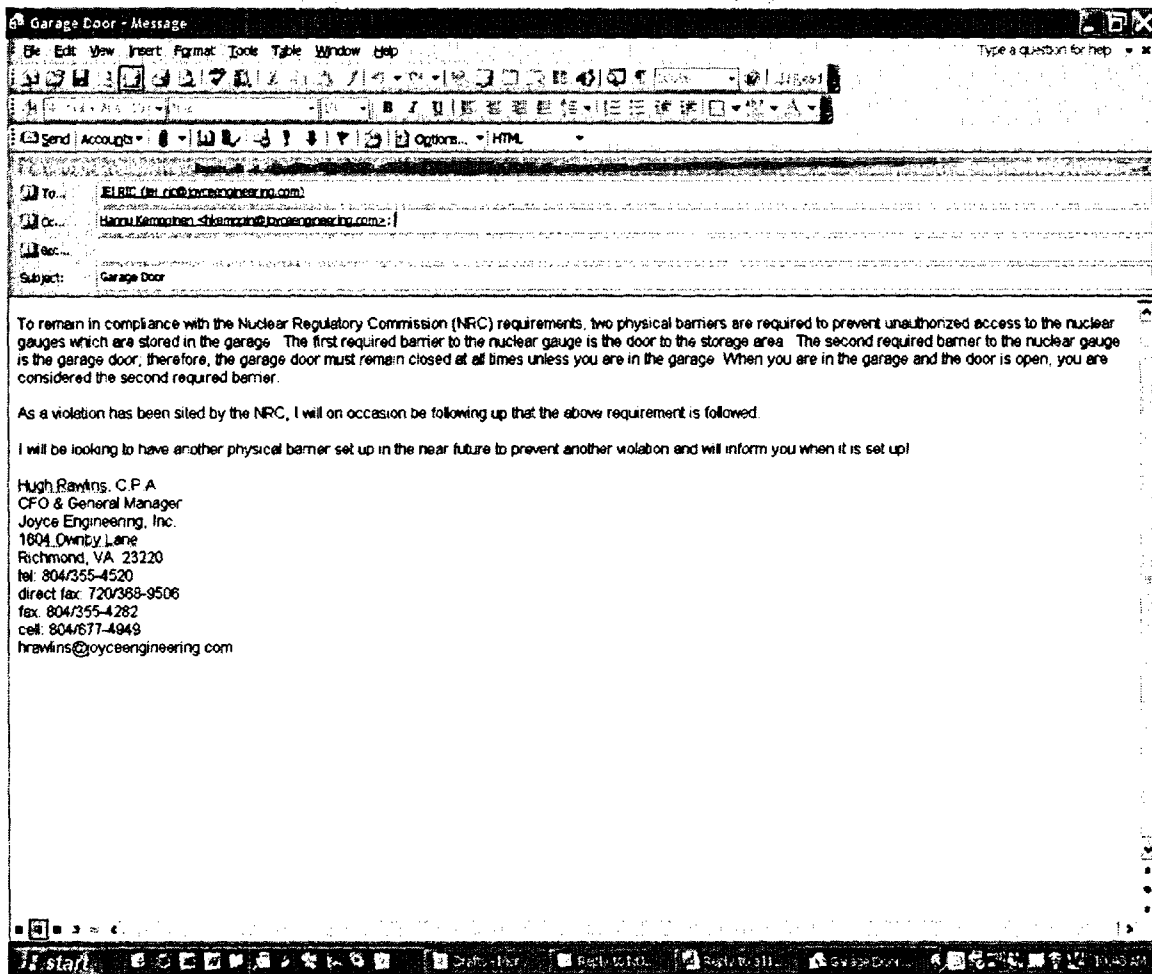 Garage Door - Message
File Edit View Insert Format Tools Table Window Help Type a question for help
B I U
Send Accounts Options... HTML
To... JEI RIC
Cc... Hannu Kemppinen
Bcc...
Subject: Garage Door
To remain in compliance with the Nuclear Regulatory Commission (NRC) requirements, two physical barriers are required to prevent unauthorized access to the nuclear
gauges which are stored in the garage. The first required barrier to the nuclear gauge is the door to the storage area. The second required barrier to the nuclear gauge
is the garage door; therefore, the garage door must remain closed at all times unless you are in the garage. When you are in the garage and the door is open, you are
considered the second required barrier.
As a violation has been sited by the NRC, I will on occasion be following up that the above requirement is followed.
I will be looking to have another physical barrier set up in the near future to prevent another violation and will inform you when it is set up!
Hugh Rawlins, C.P.A
CFO & General Manager
Joyce Engineering, Inc.
1604 Ownby Lane
Richmond, VA 23220
tel: 804/355-4520
direct fax: 720/368-9506
fax: 804/355-4282
cell: 804/677-4949
hrawlins@joyceengineering.com
start Garage Door... 10:43 AM